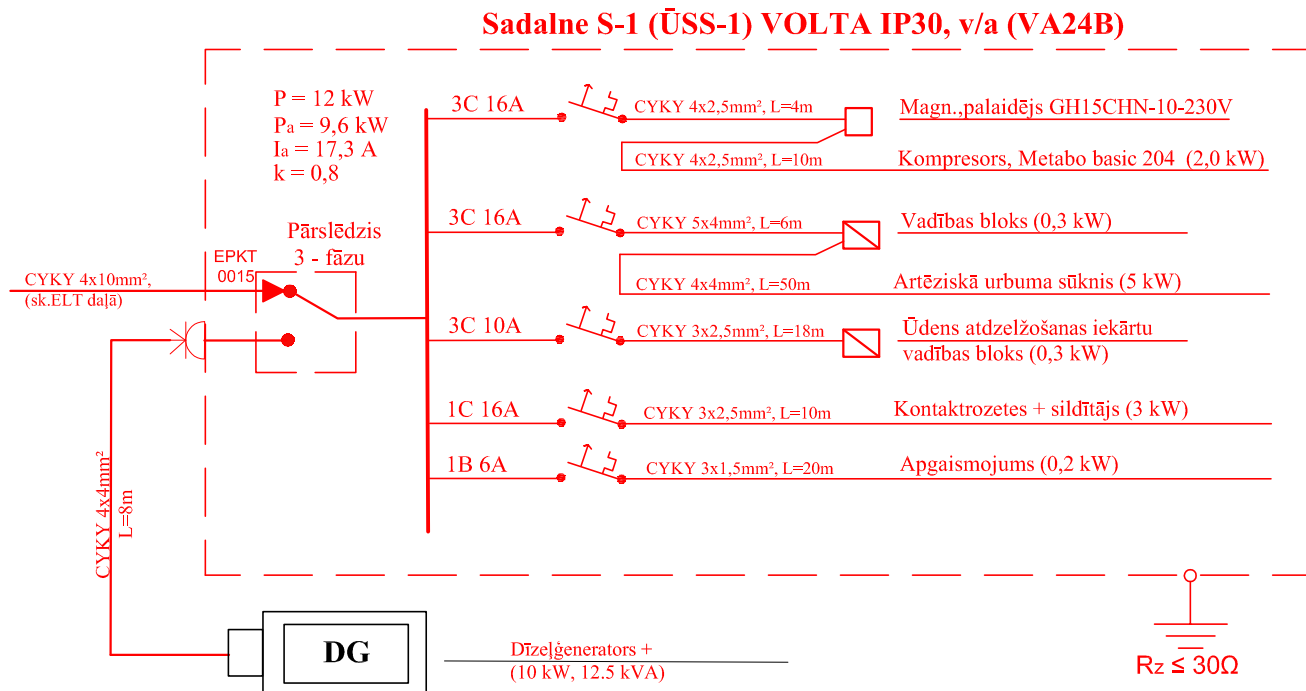 Sadalne S-1 (ŪSS-1) VOLTA IP30, v/a (VA24B)
P = 12 kW
Pa = 9,6 kW
Ia = 17,3 A
k = 0,8
Pārslēdzis
3 - fāzu
EPKT
0015
CYKY 4x10mm²,
(sk.ELT daļā)
3C 16A
CYKY 4x2,5mm², L=4m
Magn.,palaidējs GH15CHN-10-230V
CYKY 4x2,5mm², L=10m
Kompresors, Metabo basic 204 (2,0 kW)
3C 16A
CYKY 5x4mm², L=6m
Vadības bloks (0,3 kW)
CYKY 4x4mm², L=50m
Artēziskā urbuma sūknis (5 kW)
3C 10A
CYKY 3x2,5mm², L=18m
Ūdens atdzelžošanas iekārtu
vadības bloks (0,3 kW)
1C 16A
CYKY 3x2,5mm², L=10m
Kontaktrozetes + sildītājs (3 kW)
1B 6A
CYKY 3x1,5mm², L=20m
Apgaismojums (0,2 kW)
CYKY 4x4mm²
L=8m
DG
Dīzeļģenerators +
(10 kW, 12.5 kVA)
Rz ≤ 30Ω